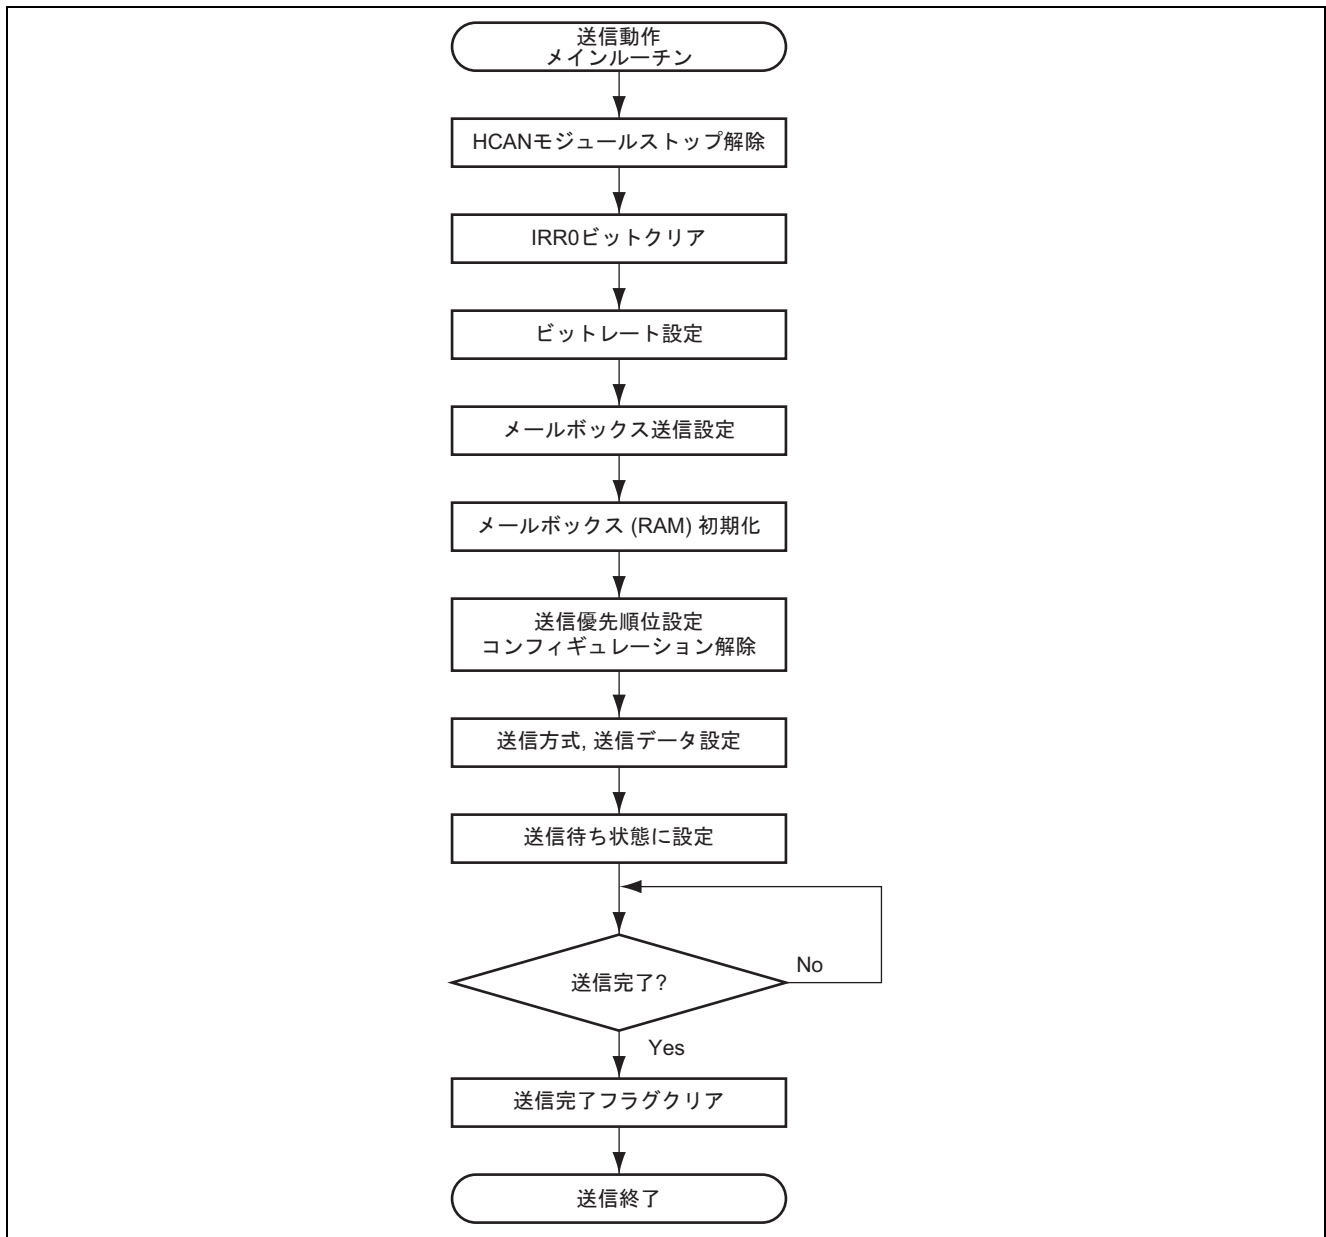 送信動作
メインルーチン
HCANモジュールストップ解除
IRR0ビットクリア
ビットレート設定
メールボックス送信設定
メールボックス (RAM) 初期化
送信優先順位設定
コンフィギュレーション解除
送信方式, 送信データ設定
送信待ち状態に設定
送信完了?
No
Yes
送信完了フラグクリア
送信終了